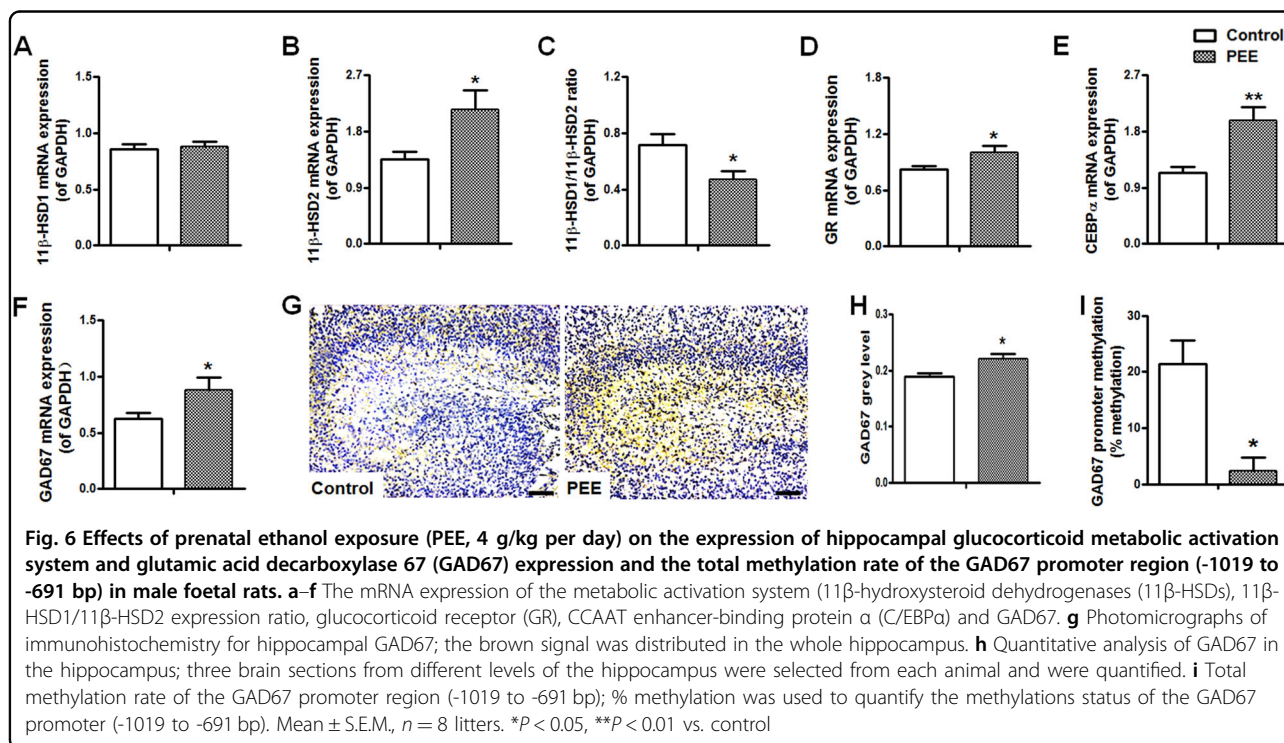 A
11β-HSD1 mRNA expression
(of GAPDH)
1.5
1.0
0.5
0.0
B
11β-HSD2 mRNA expression
(of GAPDH)
2.7
1.8
0.9
0.0
*
C
11β-HSD1/11β-HSD2 ratio
1.2
0.8
0.4
0.0
*
D
GR mRNA expression
(of GAPDH)
1.8
1.2
0.6
0.0
*
Control
PEE
E
CEBPα mRNA expression
(of GAPDH)
2.7
1.8
0.9
0.0
**
F
GAD67 mRNA expression
(of GAPDH)
1.5
1.0
0.5
0.0
*
G
Control
PEE
H
GAD67 grey level
0.3
0.2
0.1
0.0
*
I
GAD67 promoter methylation
(% methylation)
30
20
10
0
*
Fig. 6 Effects of prenatal ethanol exposure (PEE, 4 g/kg per day) on the expression of hippocampal glucocorticoid metabolic activation
system and glutamic acid decarboxylase 67 (GAD67) expression and the total methylation rate of the GAD67 promoter region (-1019 to
-691 bp) in male foetal rats. a–f The mRNA expression of the metabolic activation system (11β-hydroxysteroid dehydrogenases (11β-HSDs), 11β-
HSD1/11β-HSD2 expression ratio, glucocorticoid receptor (GR), CCAAT enhancer-binding protein α (C/EBPα) and GAD67. g Photomicrographs of
immunohistochemistry for hippocampal GAD67; the brown signal was distributed in the whole hippocampus. h Quantitative analysis of GAD67 in
the hippocampus; three brain sections from different levels of the hippocampus were selected from each animal and were quantified. i Total
methylation rate of the GAD67 promoter region (-1019 to -691 bp); % methylation was used to quantify the methylations status of the GAD67
promoter (-1019 to -691 bp). Mean ± S.E.M., n = 8 litters. *P < 0.05, **P < 0.01 vs. control